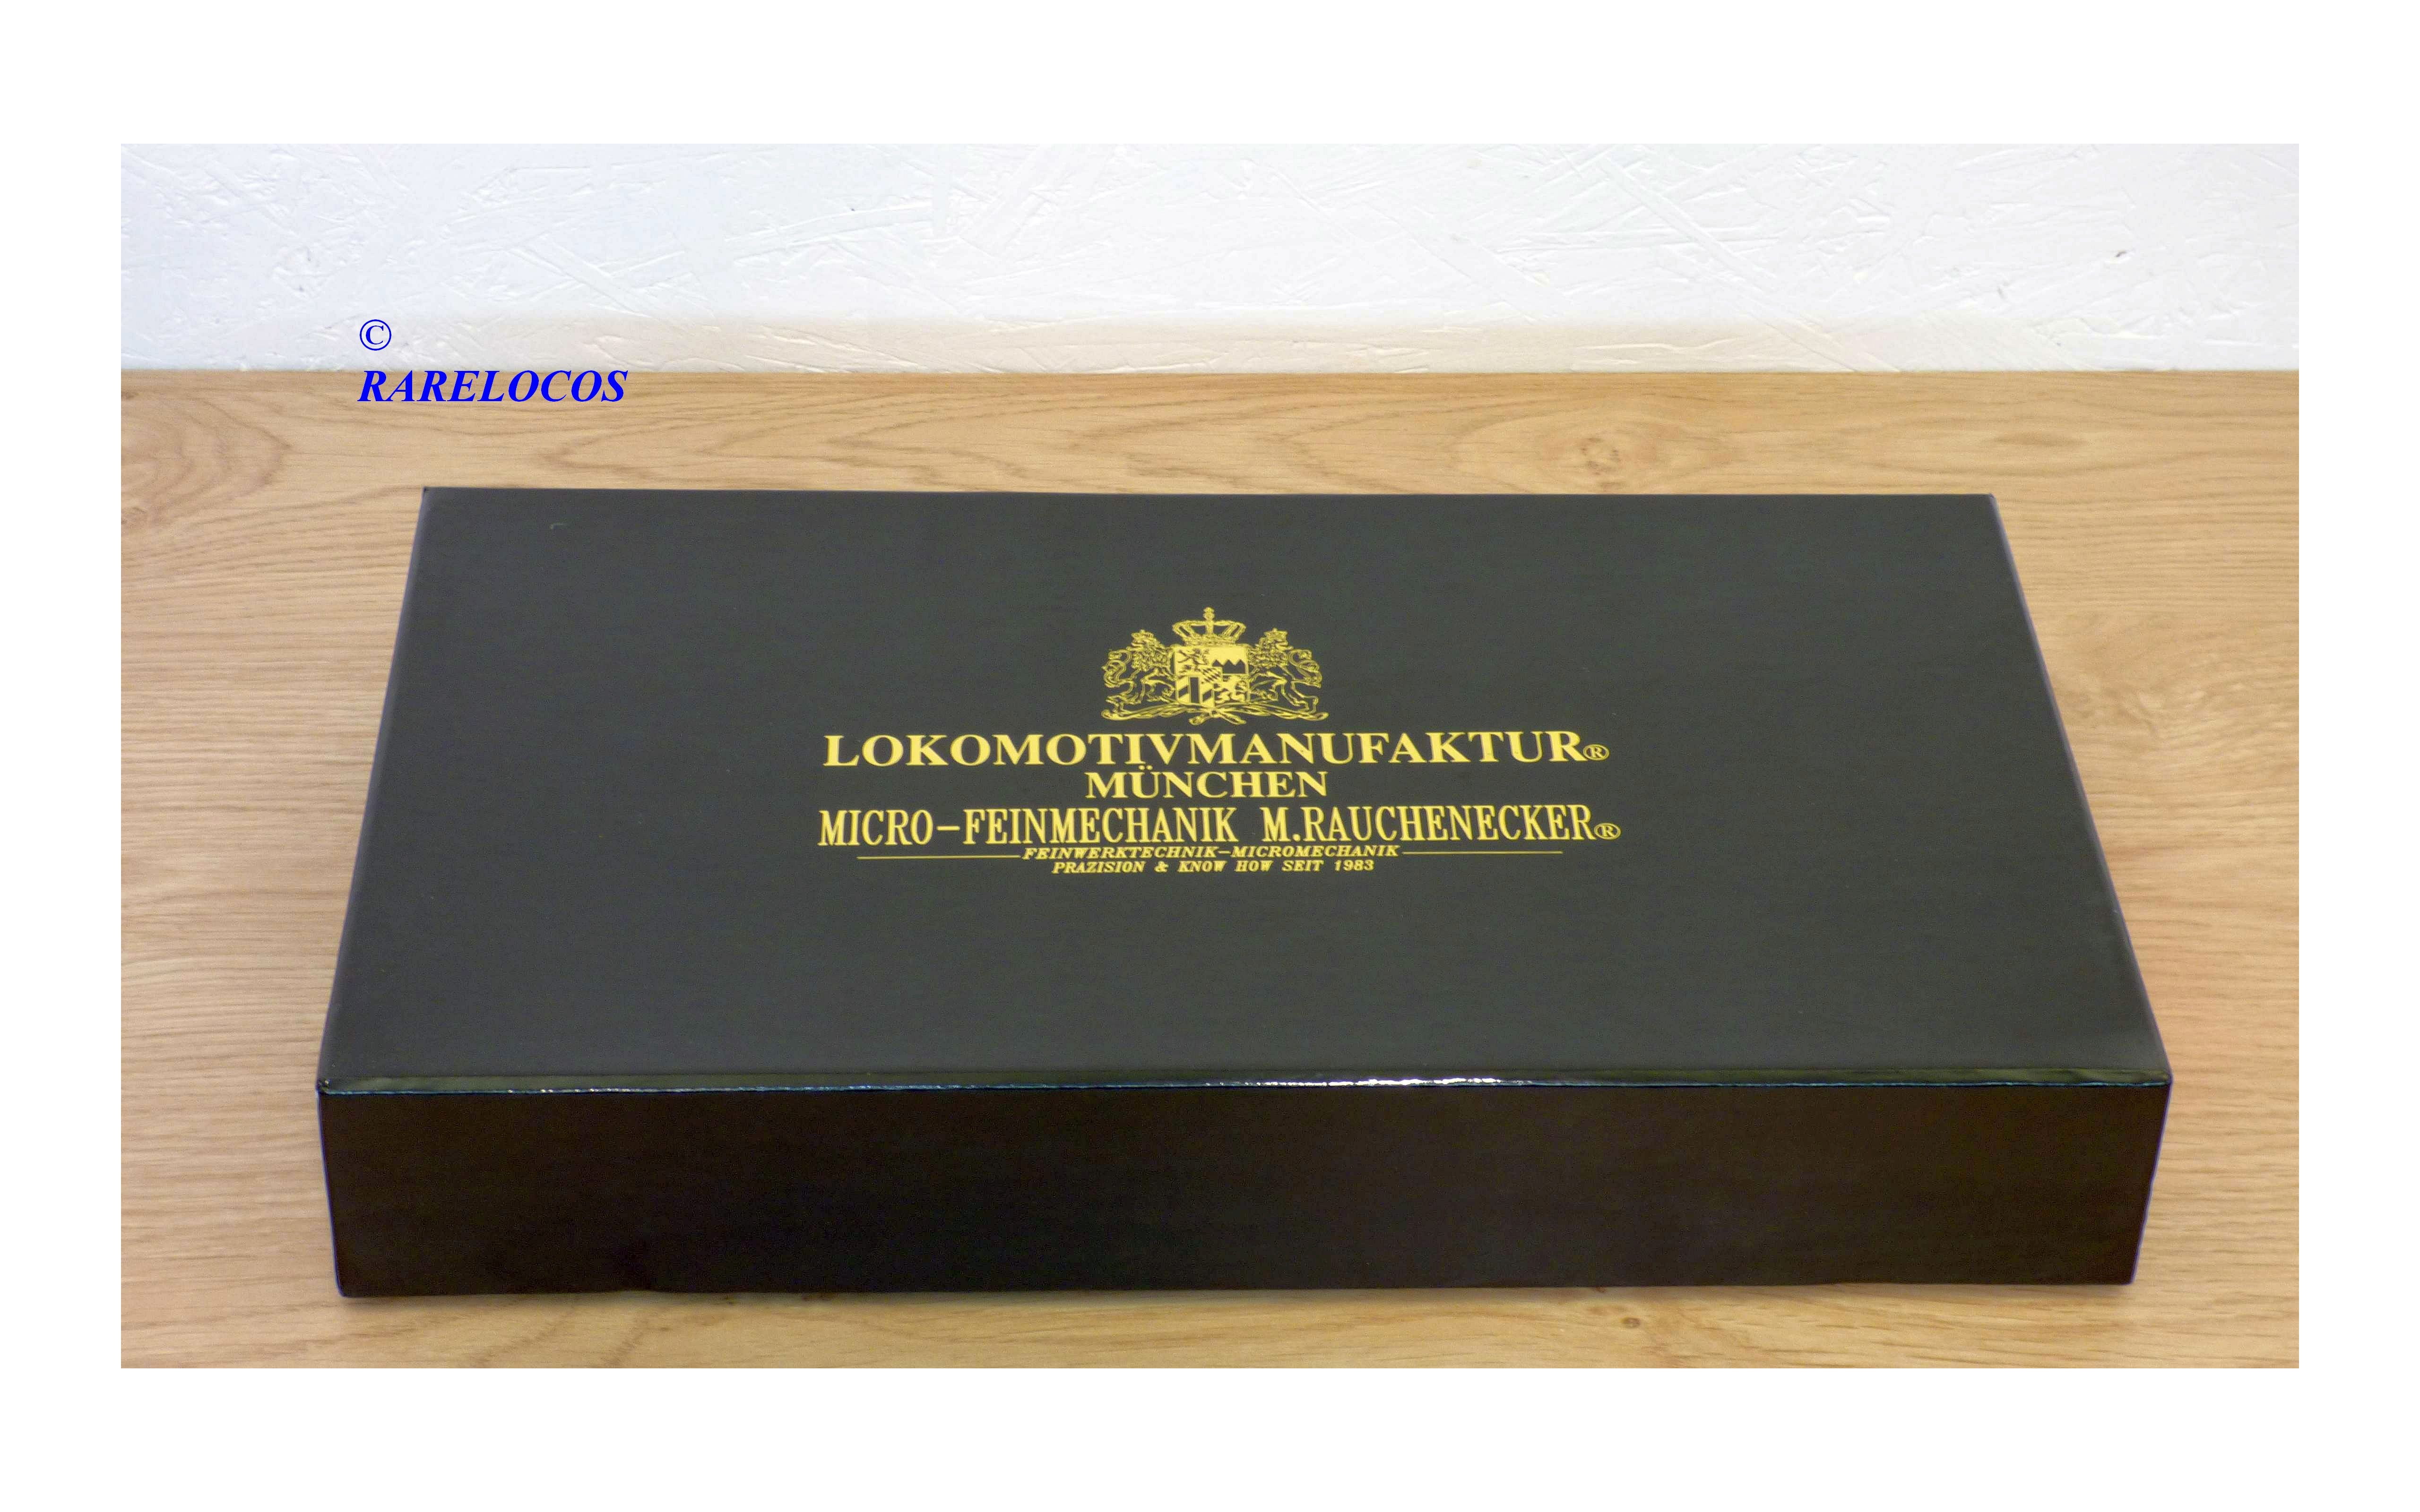 ©
RARELOCOS
LOKOMOTIVMANUFAKTUR®
MÜNCHEN
MICRO-FEINMECHANIK M.RAUCHENECKER®
FEINWERKTECHNIK-MICROMECHANIK
PRAZISION & KNOW HOW SEIT 1983